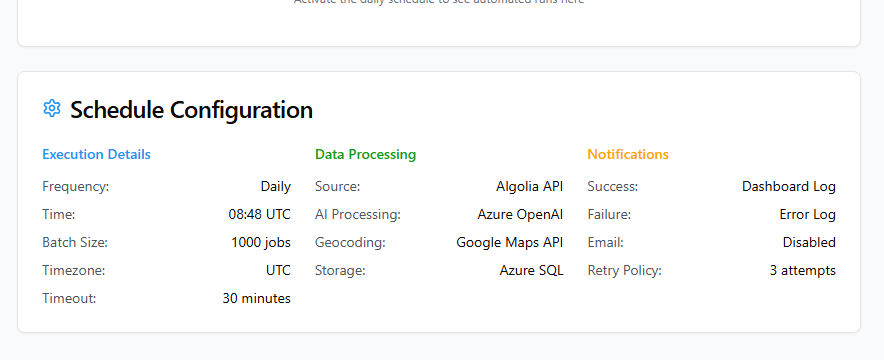 Activate the daily schedule to see automated runs here
Schedule Configuration
Execution Details
Frequency: Daily
Time: 08:48 UTC
Batch Size: 1000 jobs
Timezone: UTC
Timeout: 30 minutes
Data Processing
Source: Algolia API
AI Processing: Azure OpenAI
Geocoding: Google Maps API
Storage: Azure SQL
Notifications
Success: Dashboard Log
Failure: Error Log
Email: Disabled
Retry Policy: 3 attempts